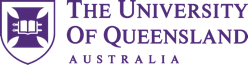 THE UNIVERSITY
OF QUEENSLAND
AUSTRALIA